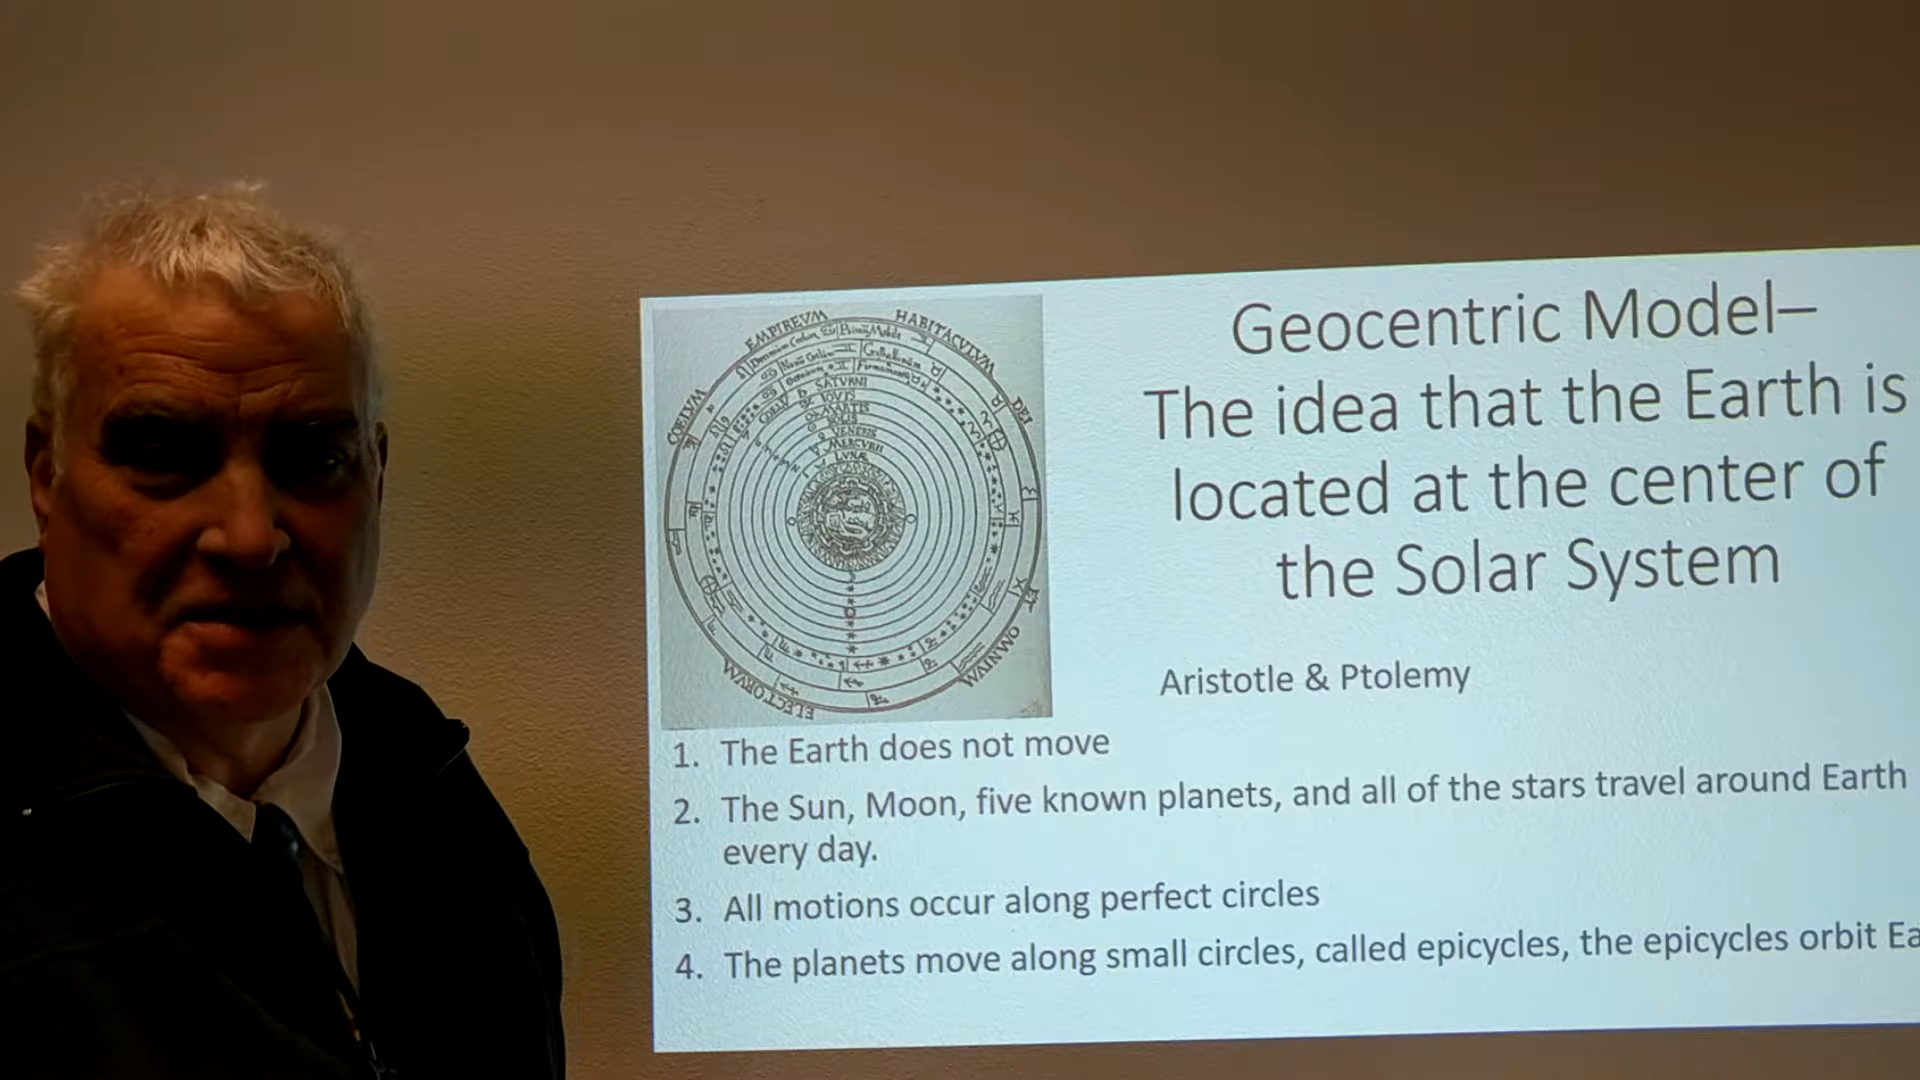 Geocentric Model–
The idea that the Earth is
located at the center of
the Solar System
Aristotle & Ptolemy
COELVM
EMPIREVM
HABITACVLVM
DEI
ET
OMNIVM
ELECTORVM
SATVRNI
IOVIS
MARTIS
VENERIS
MERCVRII
LVNÆ
1. The Earth does not move
2. The Sun, Moon, five known planets, and all of the stars travel around Earth
every day.
3. All motions occur along perfect circles
4. The planets move along small circles, called epicycles, the epicycles orbit Ea